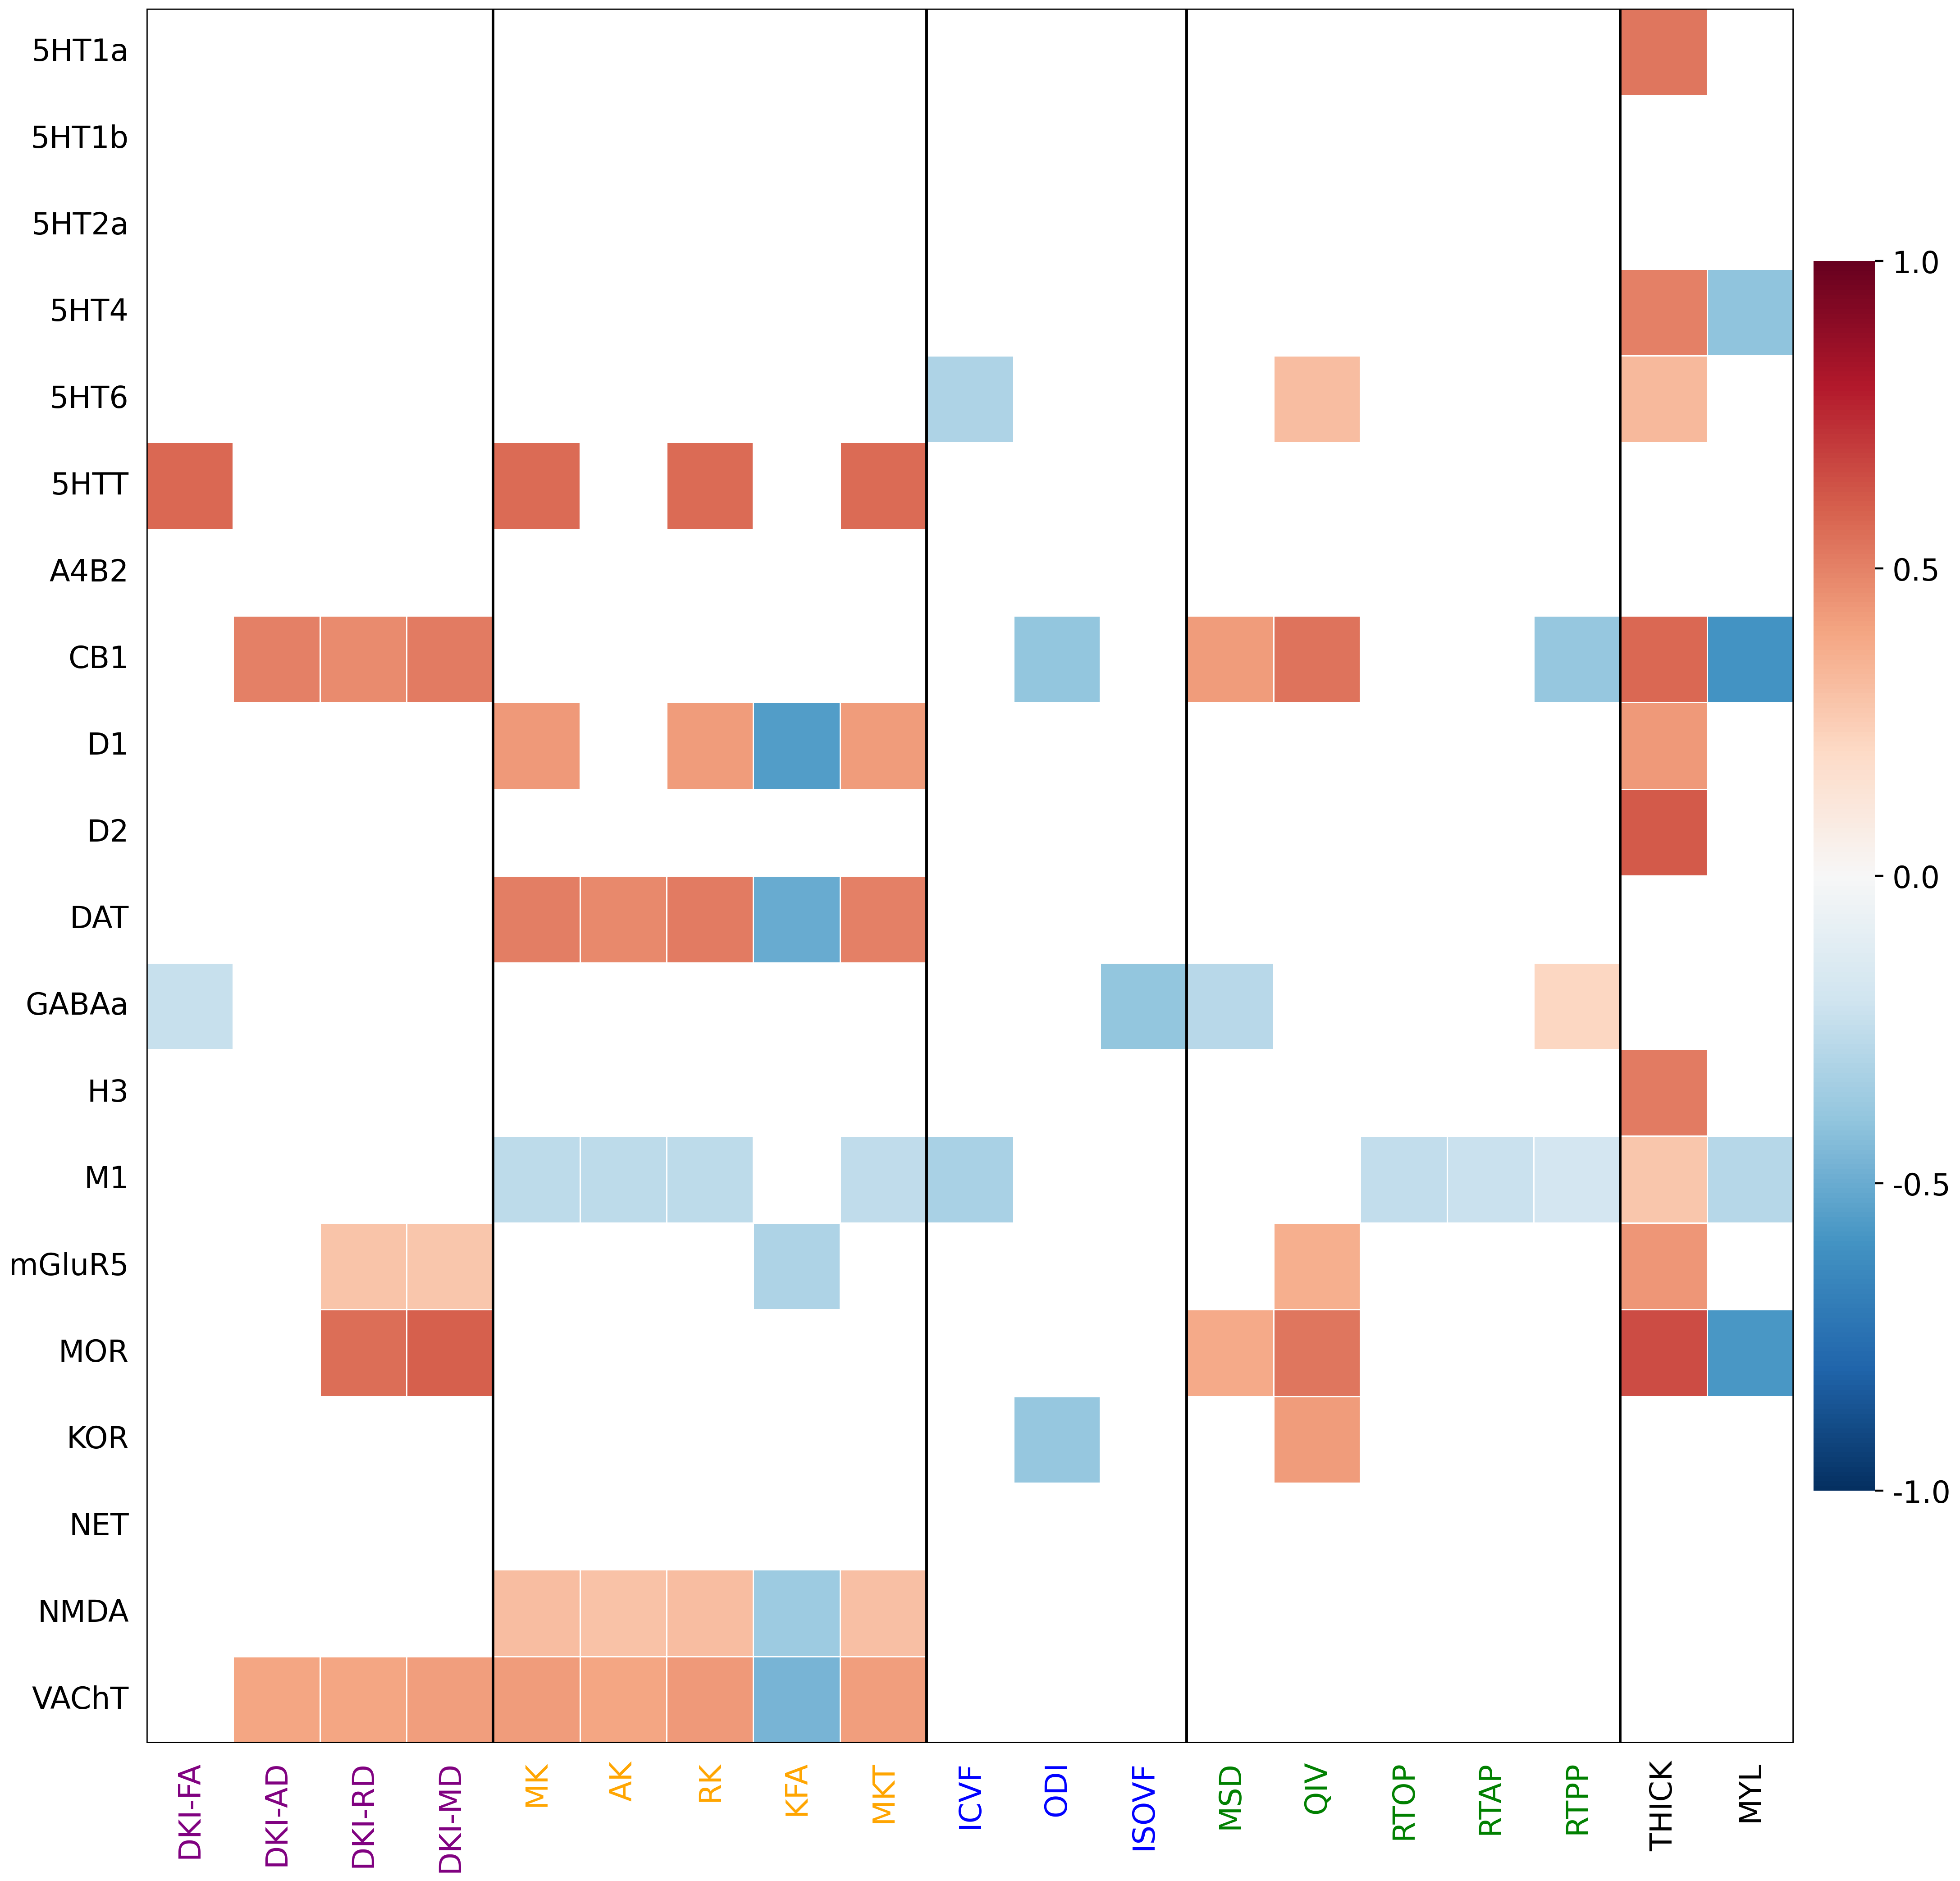 5HT1a
5HT1b
5HT2a
5HT4
5HT6
5HTT
A4B2
CB1
D1
D2
DAT
GABAa
H3
M1
mGluR5
MOR
KOR
NET
NMDA
VAChT
DKI-FA
DKI-AD
DKI-RD
DKI-MD
MK
AK
RK
KFA
MKT
ICVF
ODI
ISOVF
MSD
QIV
RTOP
RTAP
RTPP
THICK
MYL
1.0
0.5
0.0
-0.5
-1.0